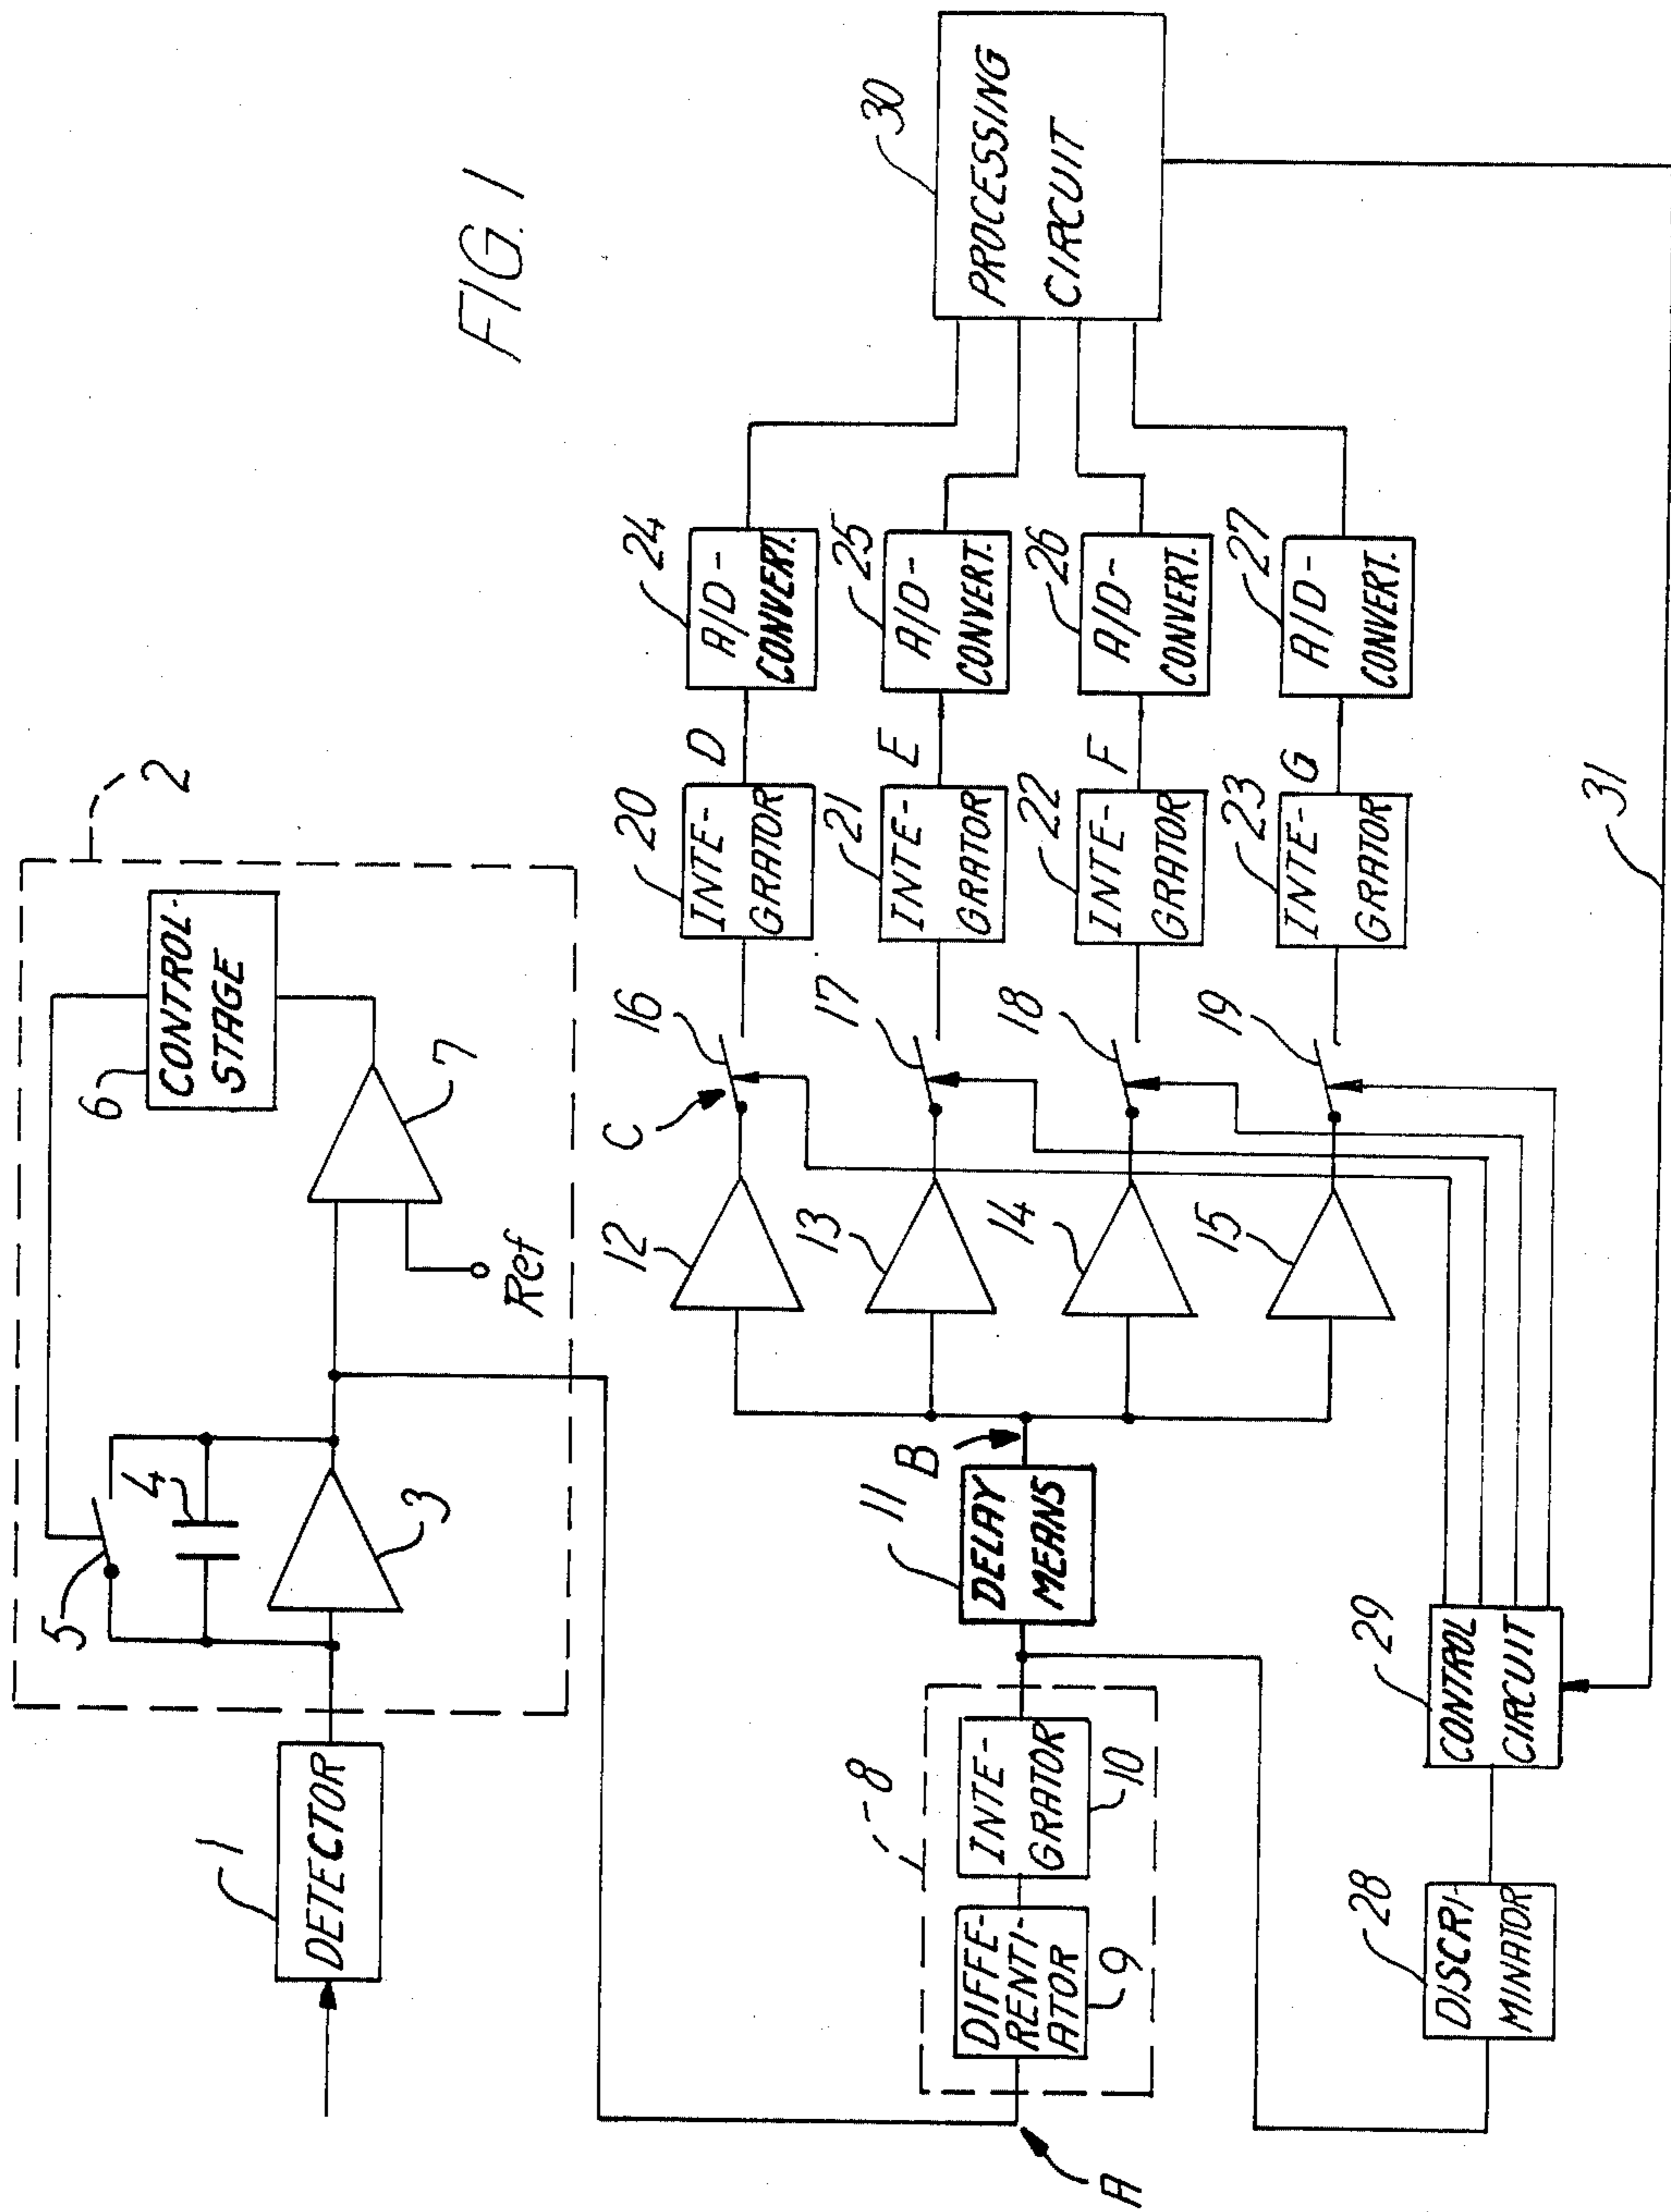 FIG. 1
2
5
4
3
6
CONTROL-
STAGE
7
Ref
1
DETECTOR
A
8
DIFFE-
RENTI-
ATOR
9
INTE-
GRATOR
10
11
DELAY
MEANS
B
12
13
14
15
C
16
17
18
19
20
INTE-
GRATOR
D
24
A/D-
CONVERT.
21
INTE-
GRATOR
E
25
A/D-
CONVERT.
22
INTE-
GRATOR
F
26
A/D-
CONVERT.
23
INTE-
GRATOR
G
27
A/D-
CONVERT.
30
PROCESSING
CIRCUIT
28
DISCRI-
MINATOR
29
CONTROL
CIRCUIT
31